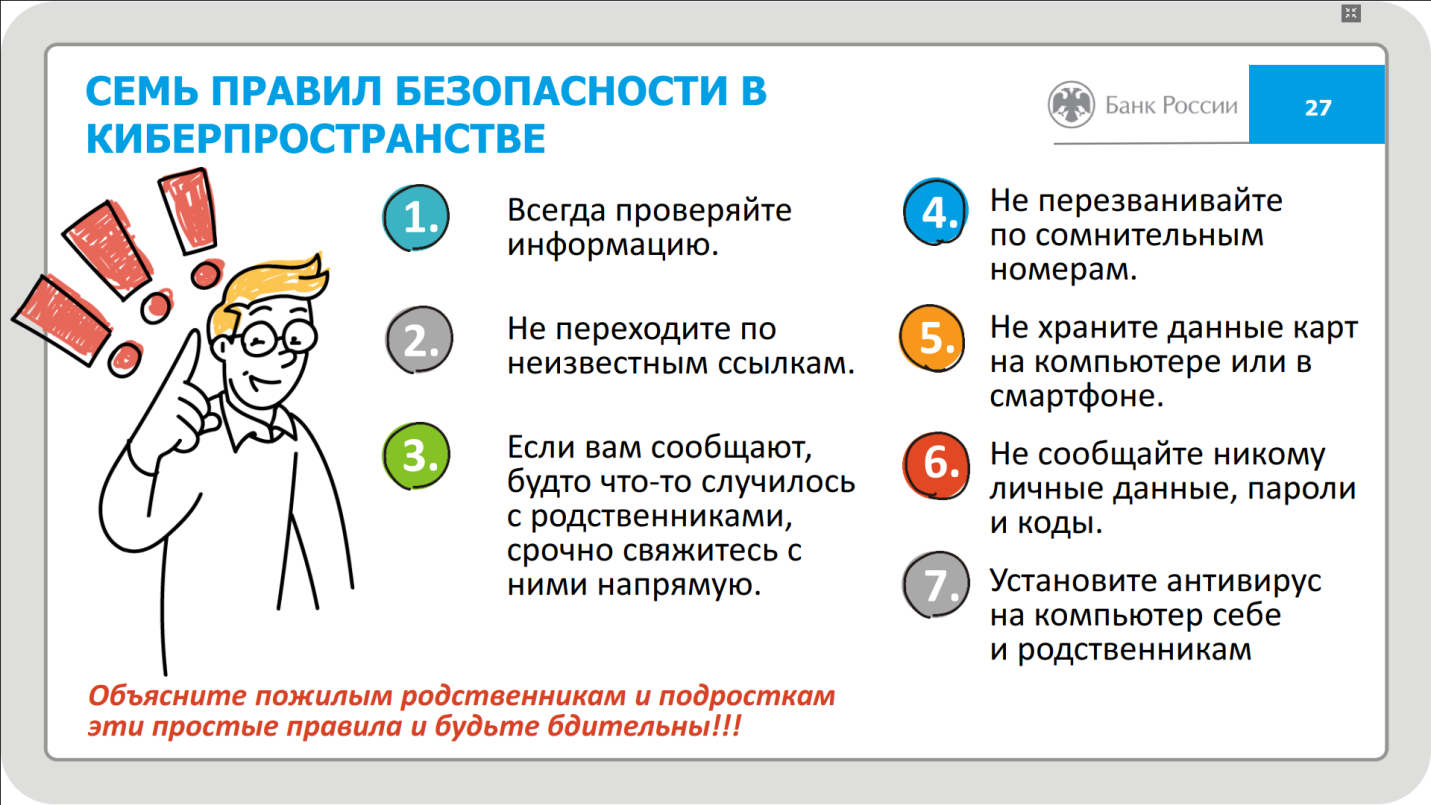 СЕМЬ ПРАВИЛ БЕЗОПАСНОСТИ В
КИБЕРПРОСТРАНСТВЕ
Банк России
27
1.
Всегда проверяйте
информацию.
2.
Не переходите по
неизвестным ссылкам.
3.
Если вам сообщают,
будто что-то случилось
с родственниками,
срочно свяжитесь с
ними напрямую.
4.
Не перезванивайте
по сомнительным
номерам.
5.
Не храните данные карт
на компьютере или в
смартфоне.
6.
Не сообщайте никому
личные данные, пароли
и коды.
7.
Установите антивирус
на компьютер себе
и родственникам
Объясните пожилым родственникам и подросткам
эти простые правила и будьте бдительны!!!